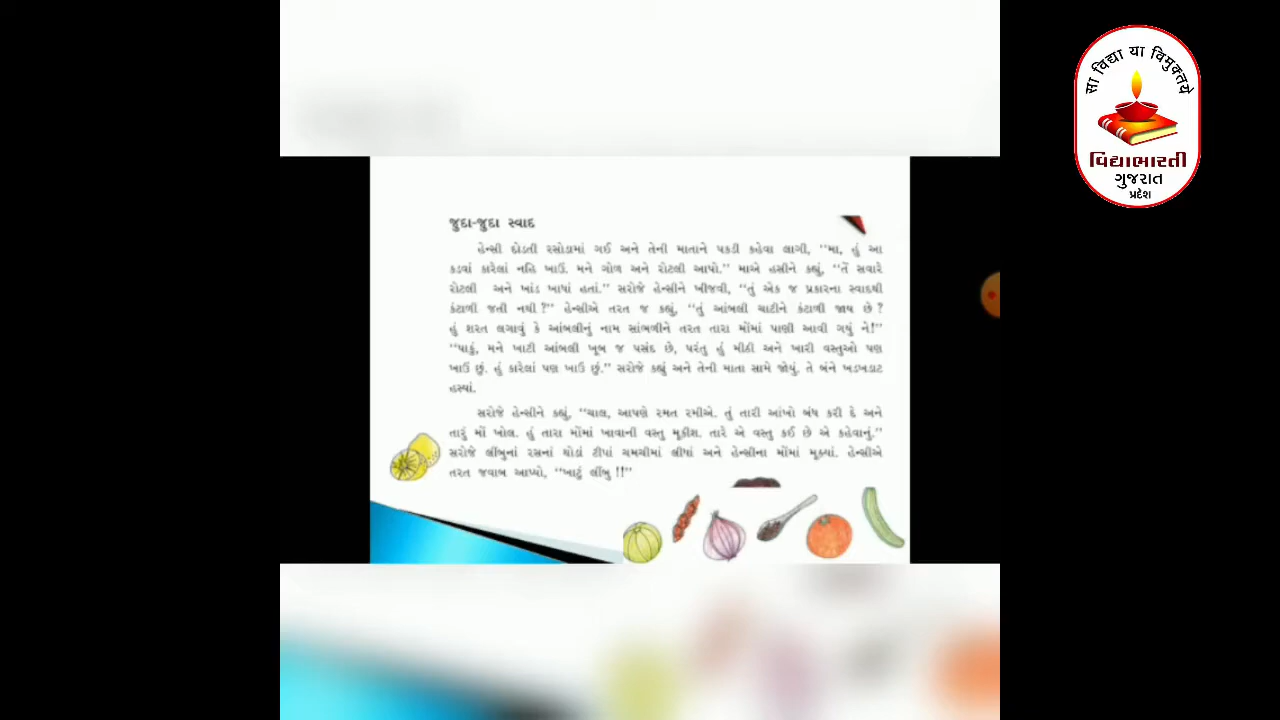 सा विद्या या विमुक्तये
વિદ્યાભારતી
ગુજરાત
પ્રદેશ
જુદા-જુદા સ્વાદ
હેન્સી દોડતી રસોડામાં ગઈ અને તેની માતાને પકડી કહેવા લાગી, “મા, હું આ
કડવાં કારેલાં નહિ ખાઉં. મને ગોળ અને રોટલી આપો.” માએ હસીને કહ્યું, “તેં સવારે
રોટલી અને ખાંડ ખાધાં હતાં.” સરોજે હેન્સીને ખીજવી, “તું એક જ પ્રકારના સ્વાદથી
કંટાળી જતી નથી ?” હેન્સીએ તરત જ કહ્યું, “તું આંબલી ચાટીને કંટાળી જાય છે ?
હું શરત લગાવું કે આંબલીનું નામ સાંભળીને તરત તારા મોંમાં પાણી આવી ગયું ને!”
“પાકું, મને ખાટી આંબલી ખૂબ જ પસંદ છે, પરંતુ હું મીઠી અને ખારી વસ્તુઓ પણ
ખાઉં છું. હું કારેલાં પણ ખાઉં છું.” સરોજે કહ્યું અને તેની માતા સામે જોયું. તે બંને ખડખડાટ
હસ્યાં.
સરોજે હેન્સીને કહ્યું, “ચાલ, આપણે રમત રમીએ. તું તારી આંખો બંધ કરી દે અને
તારું મોં ખોલ. હું તારા મોંમાં ખાવાની વસ્તુ મૂકીશ. તારે એ વસ્તુ કઈ છે એ કહેવાનું.”
સરોજે લીંબુનાં રસનાં થોડાં ટીપાં ચમચીમાં લીધાં અને હેન્સીના મોંમાં મૂક્યાં. હેન્સીએ
તરત જવાબ આપ્યો, “ખાટું લીંબુ !!”